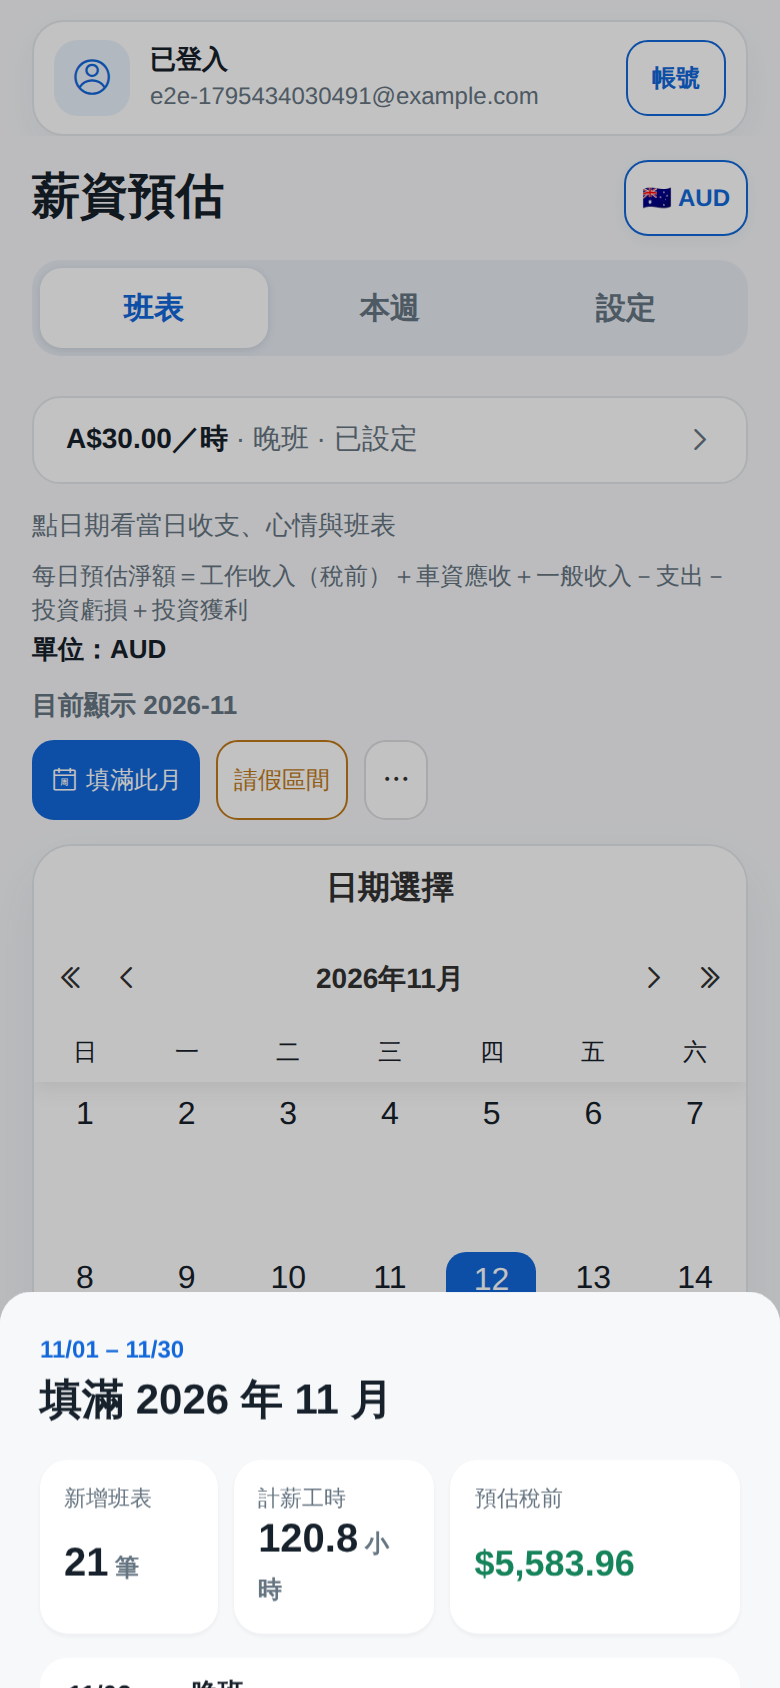 已登入
e2e-1795434030491@example.com
帳號
薪資預估
🇦🇺 AUD
班表
本週
設定
A$30.00／時 · 晚班 · 已設定
點日期看當日收支、心情與班表
每日預估淨額＝工作收入（稅前）＋車資應收＋一般收入－支出－
投資虧損＋投資獲利
單位：AUD
目前顯示 2026-11
周
填滿此月
請假區間
···
日期選擇
2026年11月
日 一 二 三 四 五 六
1 2 3 4 5 6 7
8 9 10 11 12 13 14
11/01 – 11/30
填滿 2026 年 11 月
新增班表
21 筆
計薪工時
120.8 小
時
預估稅前
$5,583.96
晚班